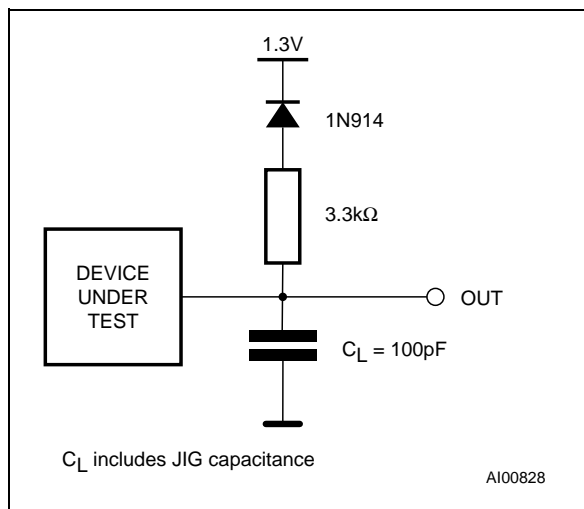 1.3V
1N914
3.3kΩ
DEVICE
UNDER
TEST
OUT
CL = 100pF
CL includes JIG capacitance
AI00828